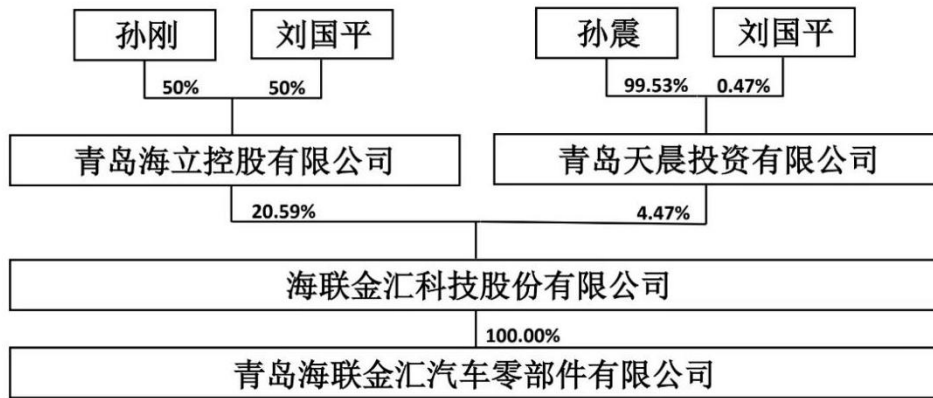 孙刚
刘国平
孙震
刘国平
50%
50%
99.53%
0.47%
青岛海立控股有限公司
青岛天晨投资有限公司
20.59%
4.47%
海联金汇科技股份有限公司
100.00%
青岛海联金汇汽车零部件有限公司